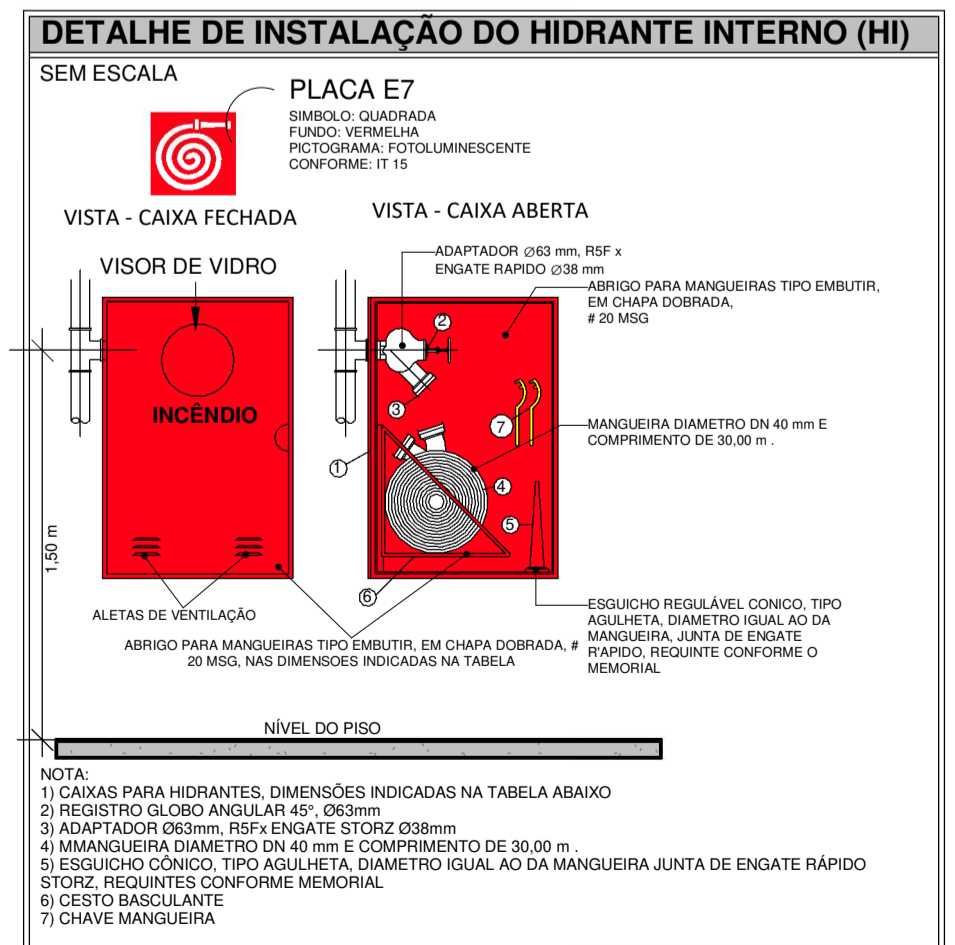 DETALHE DE INSTALAÇÃO DO HIDRANTE INTERNO (HI)
SEM ESCALA
PLACA E7
SIMBOLO: QUADRADA
FUNDO: VERMELHA
PICTOGRAMA: FOTOLUMINESCENTE
CONFORME: IT 15
VISTA - CAIXA FECHADA
VISTA - CAIXA ABERTA
VISOR DE VIDRO
ADAPTADOR ∅63 mm, R5F x
ENGATE RAPIDO ∅38 mm
ABRIGO PARA MANGUEIRAS TIPO EMBUTIR,
EM CHAPA DOBRADA,
# 20 MSG
2
3
INCÊNDIO
7
MANGUEIRA DIAMETRO DN 40 mm E
COMPRIMENTO DE 30,00 m .
1
4
5
1,50 m
6
ALETAS DE VENTILAÇÃO
ABRIGO PARA MANGUEIRAS TIPO EMBUTIR, EM CHAPA DOBRADA, #
20 MSG, NAS DIMENSOES INDICADAS NA TABELA
ESGUICHO REGULÁVEL CONICO, TIPO
AGULHETA, DIAMETRO IGUAL AO DA
MANGUEIRA, JUNTA DE ENGATE
R'APIDO, REQUINTE CONFORME O
MEMORIAL
NÍVEL DO PISO
NOTA:
1) CAIXAS PARA HIDRANTES, DIMENSÕES INDICADAS NA TABELA ABAIXO
2) REGISTRO GLOBO ANGULAR 45°, Ø63mm
3) ADAPTADOR Ø63mm, R5Fx ENGATE STORZ Ø38mm
4) MMANGUEIRA DIAMETRO DN 40 mm E COMPRIMENTO DE 30,00 m .
5) ESGUICHO CÔNICO, TIPO AGULHETA, DIAMETRO IGUAL AO DA MANGUEIRA JUNTA DE ENGATE RÁPIDO
STORZ, REQUINTES CONFORME MEMORIAL
6) CESTO BASCULANTE
7) CHAVE MANGUEIRA